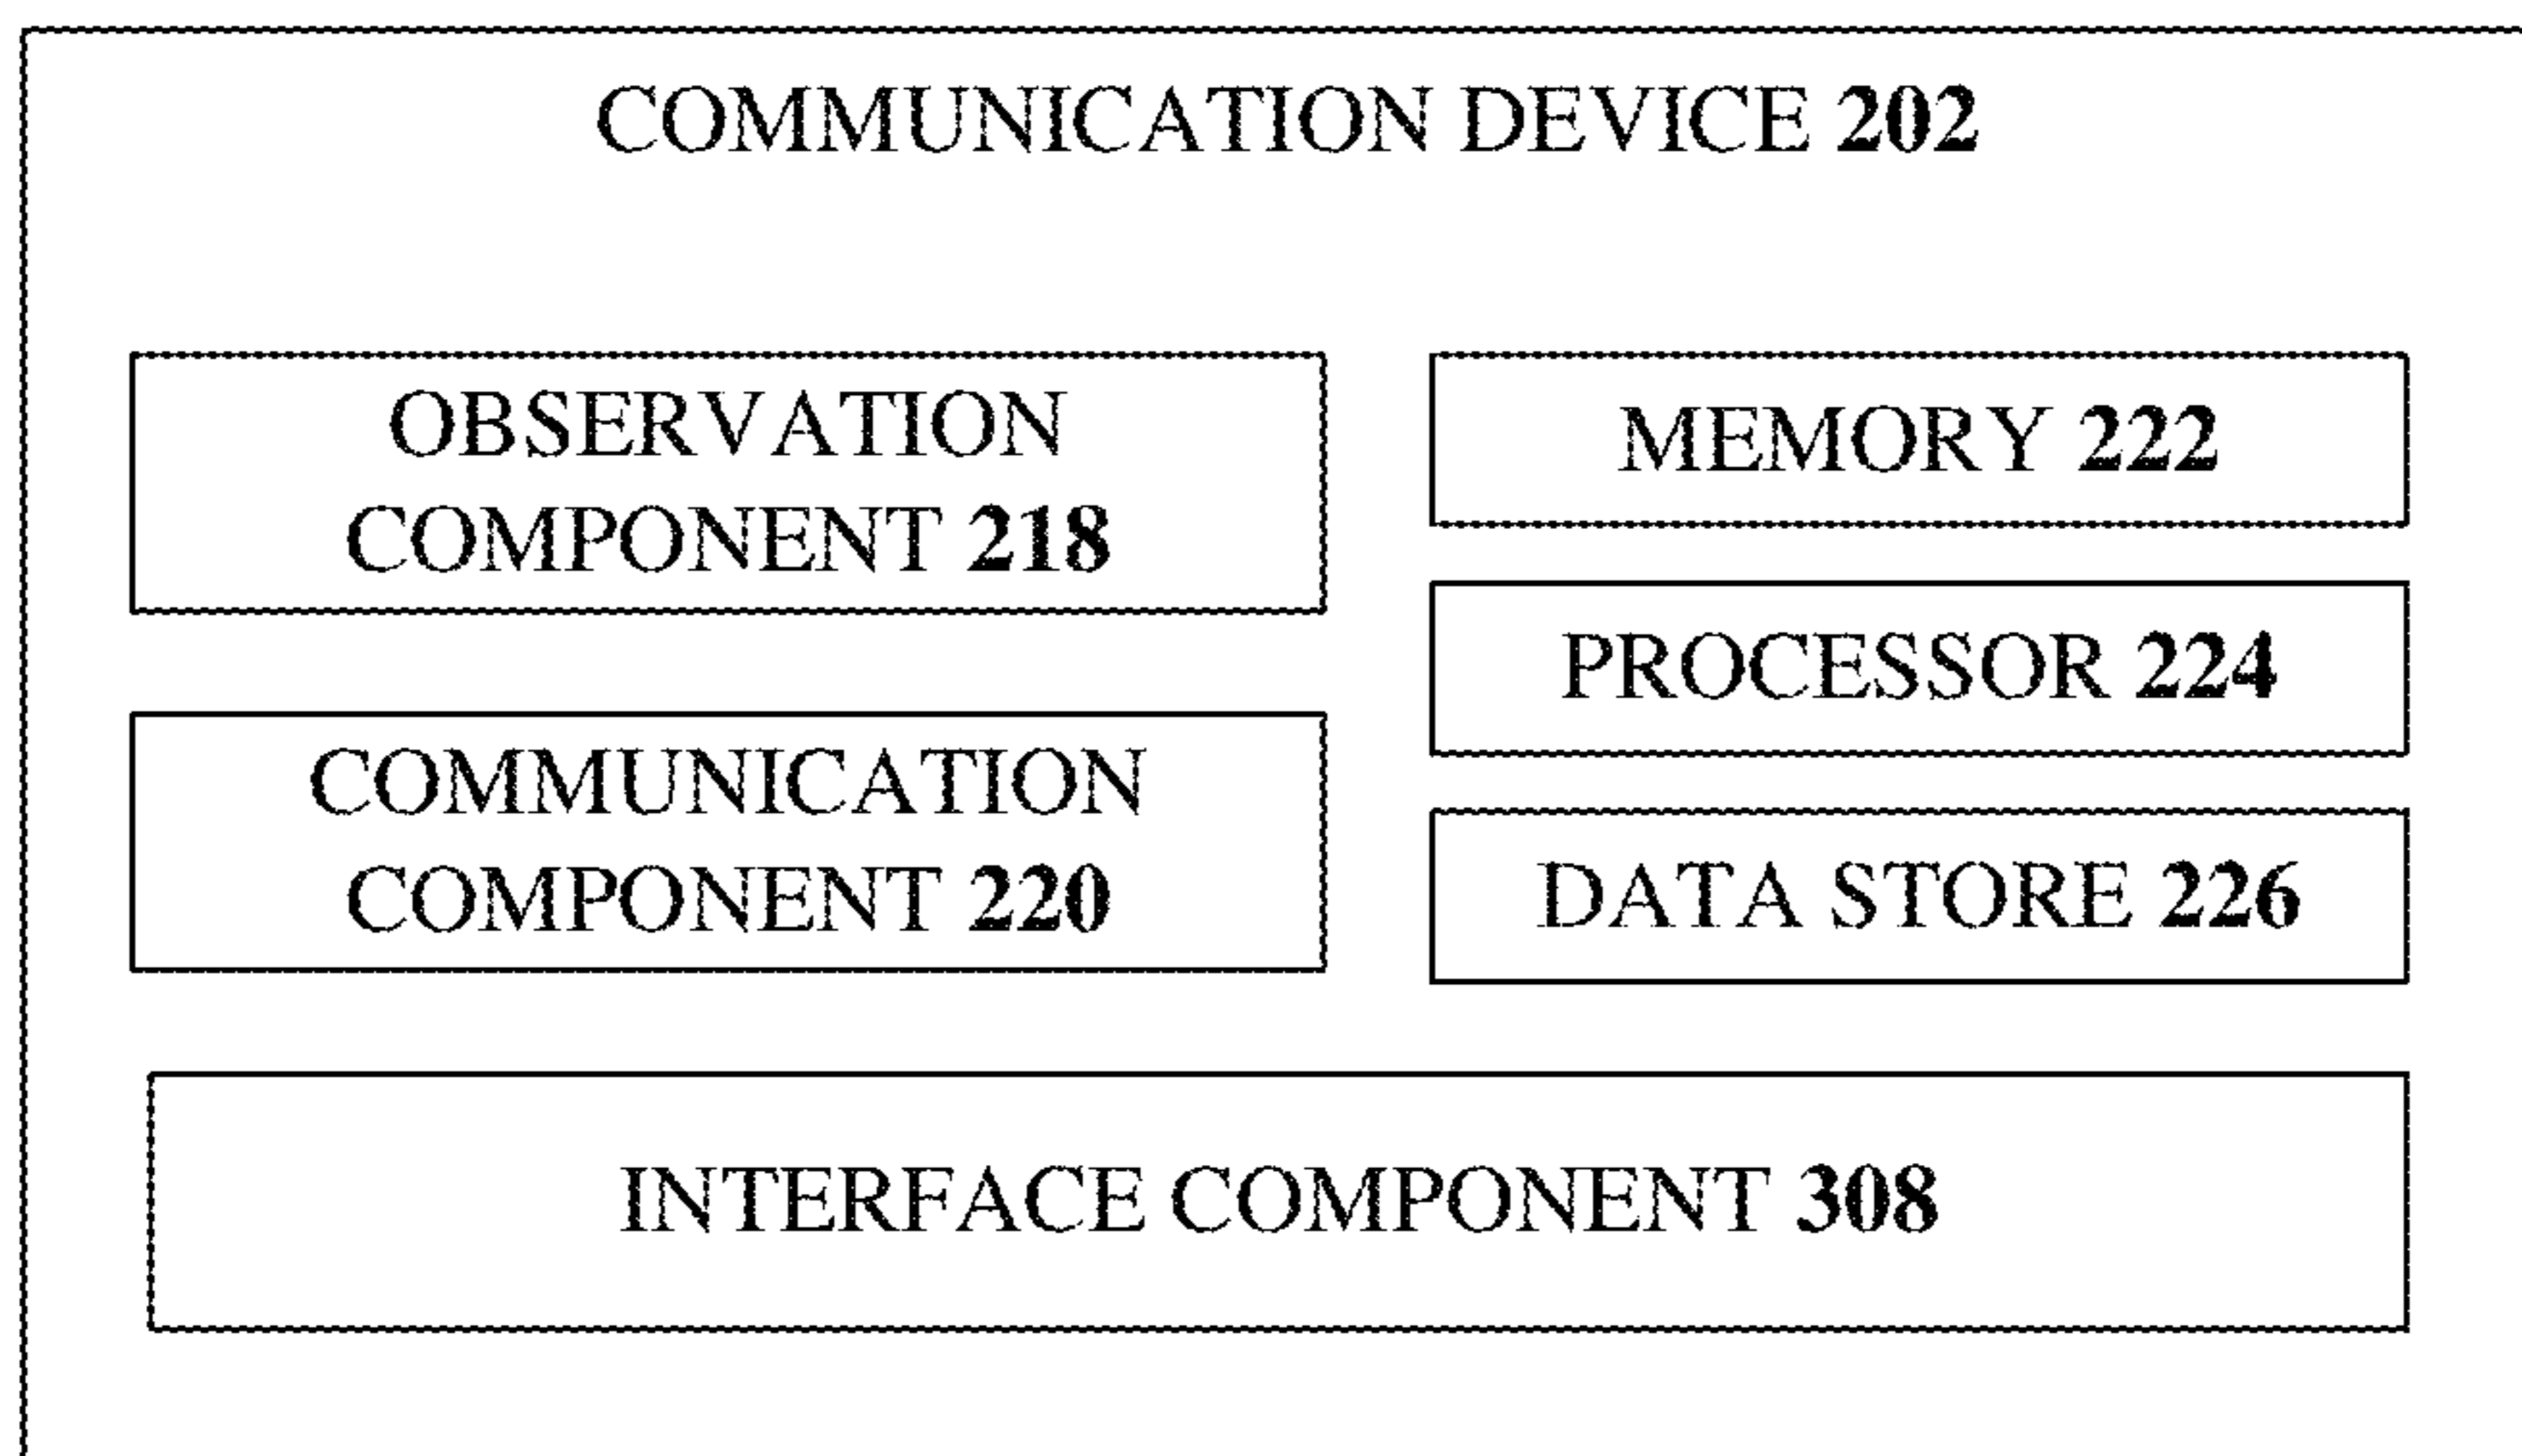 COMMUNICATION DEVICE 202
OBSERVATION
COMPONENT 218
COMMUNICATION
COMPONENT 220
MEMORY 222
PROCESSOR 224
DATA STORE 226
INTERFACE COMPONENT 308